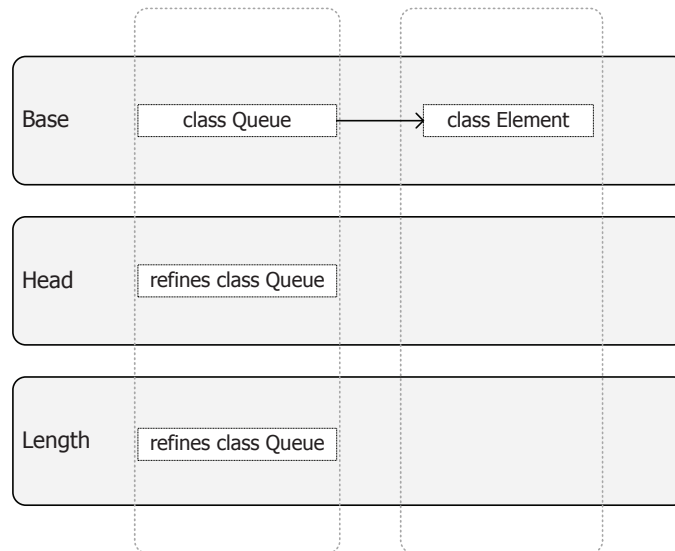 Base
class Queue
class Element
Head
refines class Queue
Length
refines class Queue